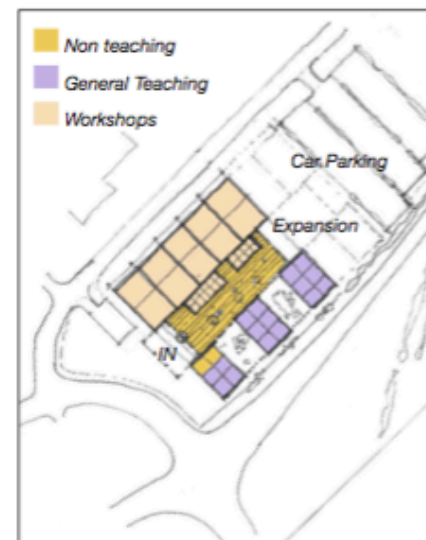 Non teaching
General Teaching
Workshops
Car Parking
Expansion
IN